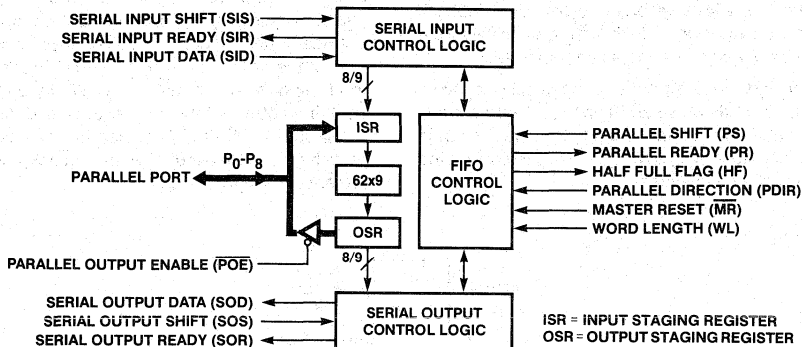 SERIAL INPUT SHIFT (SIS)
SERIAL INPUT READY (SIR)
SERIAL INPUT DATA (SID)
SERIAL INPUT
CONTROL LOGIC
8/9
ISR
P0-P8
PARALLEL PORT
62x9
OSR
PARALLEL OUTPUT ENABLE (P̅O̅E̅)
8/9
FIFO
CONTROL
LOGIC
PARALLEL SHIFT (PS)
PARALLEL READY (PR)
HALF FULL FLAG (HF)
PARALLEL DIRECTION (PDIR)
MASTER RESET (M̅R̅)
WORD LENGTH (WL)
SERIAL OUTPUT DATA (SOD)
SERIAL OUTPUT SHIFT (SOS)
SERIAL OUTPUT READY (SOR)
SERIAL OUTPUT
CONTROL LOGIC
ISR = INPUT STAGING REGISTER
OSR = OUTPUT STAGING REGISTER